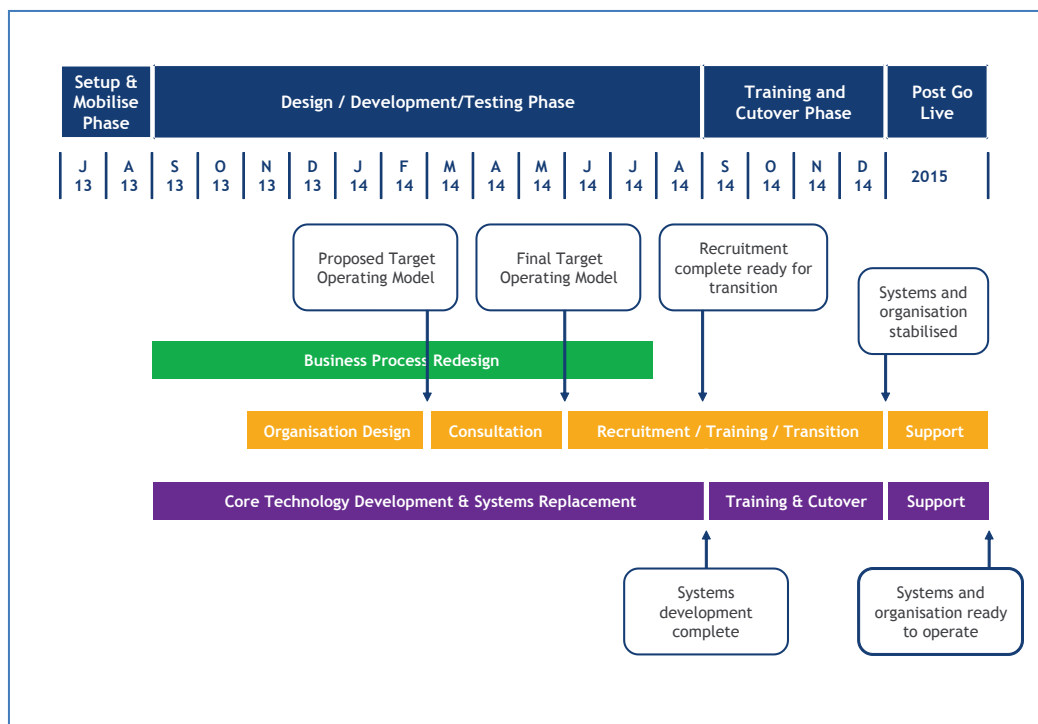 Setup &
Mobilise
Phase
Design / Development/Testing Phase
Training and
Cutover Phase
Post Go
Live
J A S O N D J F M A M J J A S O N D
13 13 13 13 13 13 14 14 14 14 14 14 14 14 14 14 14 14
2015
Proposed Target
Operating Model
Final Target
Operating Model
Recruitment
complete ready for
transition
Systems and
organisation
stabilised
Business Process Redesign
Organisation Design
Consultation
Recruitment / Training / Transition
Support
Core Technology Development & Systems Replacement
Training & Cutover
Support
Systems
development
complete
Systems and
organisation ready
to operate